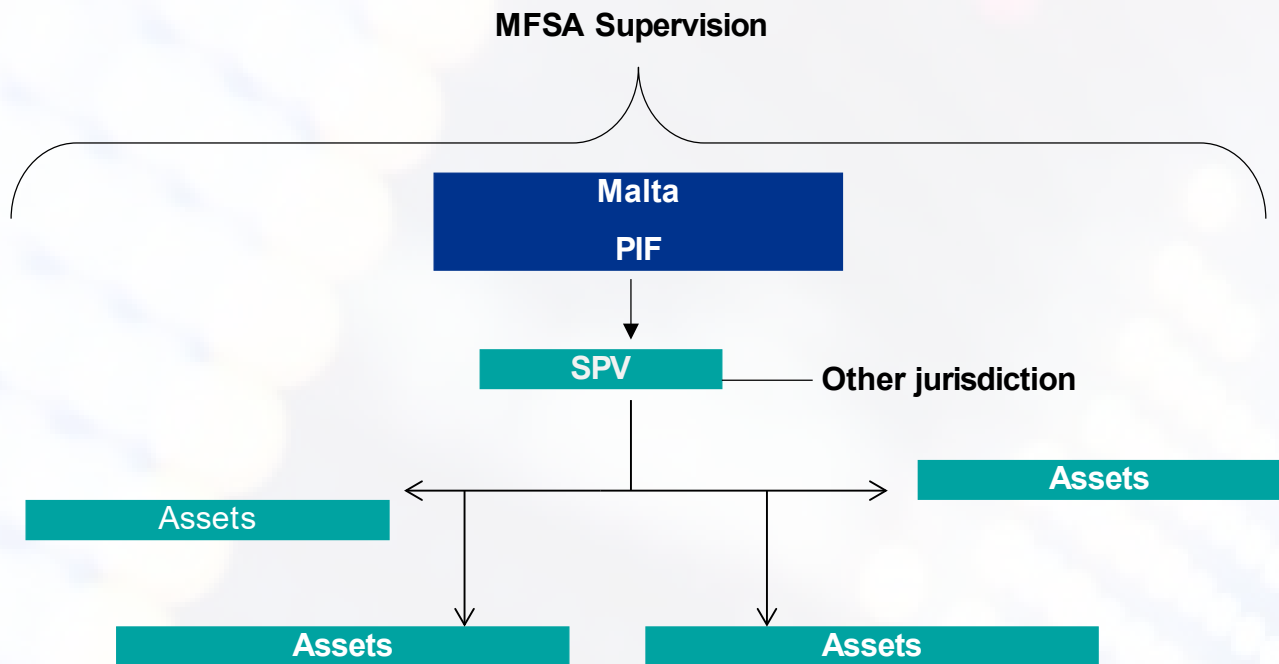 MFSA Supervision
Malta
PIF
SPV
Other jurisdiction
Assets
Assets
Assets
Assets